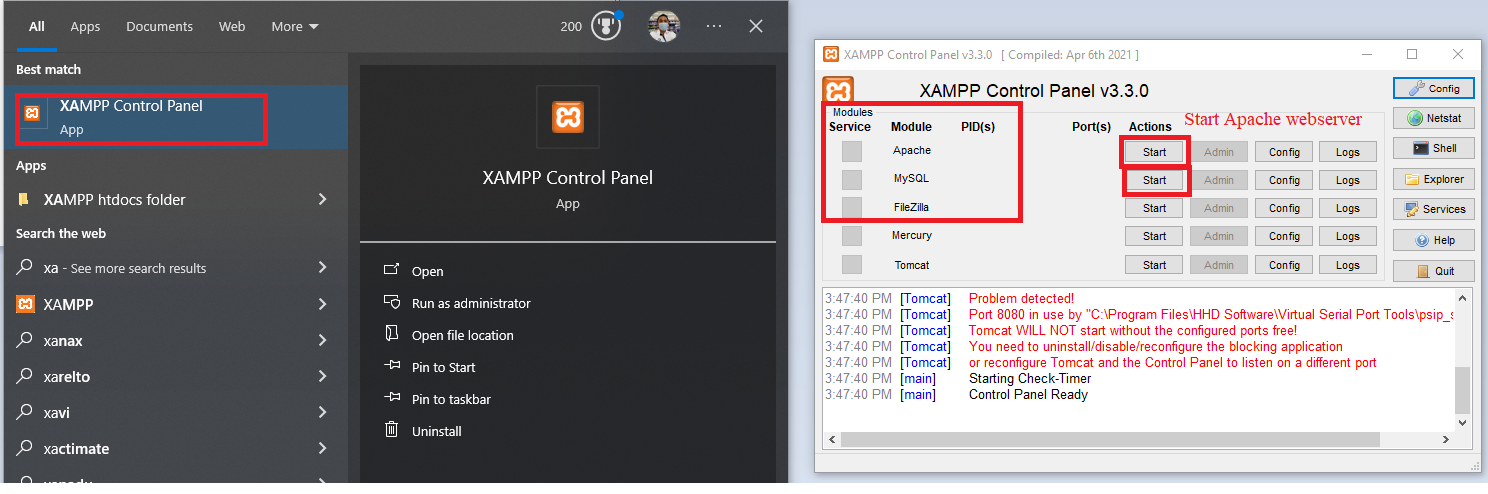 All Apps Documents Web More 200 ...
Best match
XAMPP Control Panel
App
Apps
XAMPP htdocs folder
Search the web
xa - See more search results
XAMPP
xanax
xarelto
xavi
xactimate
XAMPP Control Panel
App
Open
Run as administrator
Open file location
Pin to Start
Pin to taskbar
Uninstall
XAMPP Control Panel v3.3.0 [ Compiled: Apr 6th 2021 ]
XAMPP Control Panel v3.3.0
Modules
Service Module PID(s) Port(s) Actions
Start Apache webserver
Apache Start Admin Config Logs
MySQL Start Admin Config Logs
FileZilla Start Admin Config Logs
Mercury Start Admin Config Logs
Tomcat Start Admin Config Logs
Config
Netstat
Shell
Explorer
Services
Help
Quit
3:47:40 PM [Tomcat] Problem detected!
3:47:40 PM [Tomcat] Port 8080 in use by "C:\Program Files\HHD Software\Virtual Serial Port Tools\psip_s
3:47:40 PM [Tomcat] Tomcat WILL NOT start without the configured ports free!
3:47:40 PM [Tomcat] You need to uninstall/disable/reconfigure the blocking application
3:47:40 PM [Tomcat] or reconfigure Tomcat and the Control Panel to listen on a different port
3:47:40 PM [main] Starting Check-Timer
3:47:40 PM [main] Control Panel Ready